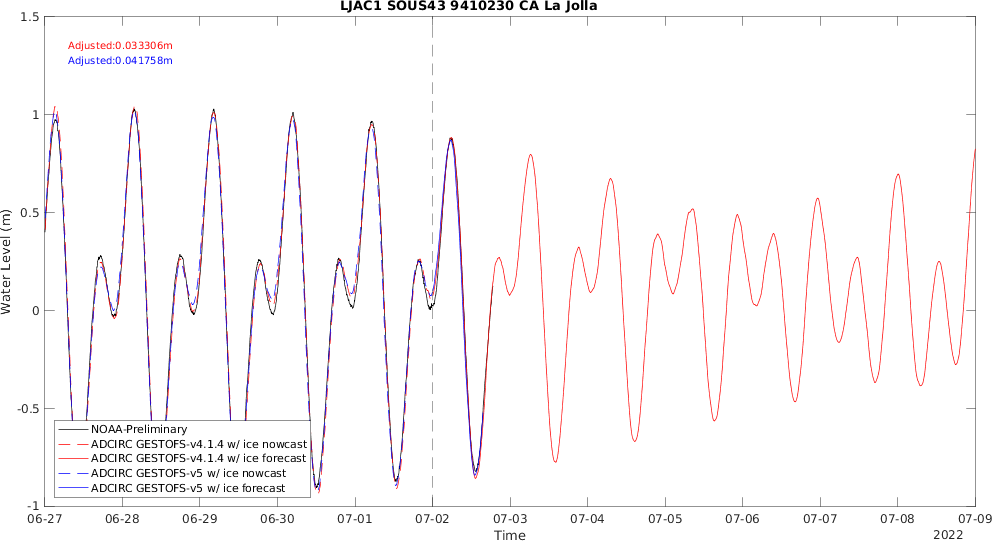 LJAC1 SOUS43 9410230 CA La Jolla
1.5
Adjusted:0.033306m
Adjusted:0.041758m
1
0.5
0
-0.5
-1
Water Level (m)
NOAA-Preliminary
ADCIRC GESTOFS-v4.1.4 w/ ice nowcast
ADCIRC GESTOFS-v4.1.4 w/ ice forecast
ADCIRC GESTOFS-v5 w/ ice nowcast
ADCIRC GESTOFS-v5 w/ ice forecast
06-27 06-28 06-29 06-30 07-01 07-02 07-03 07-04 07-05 07-06 07-07 07-08 07-09
Time
2022